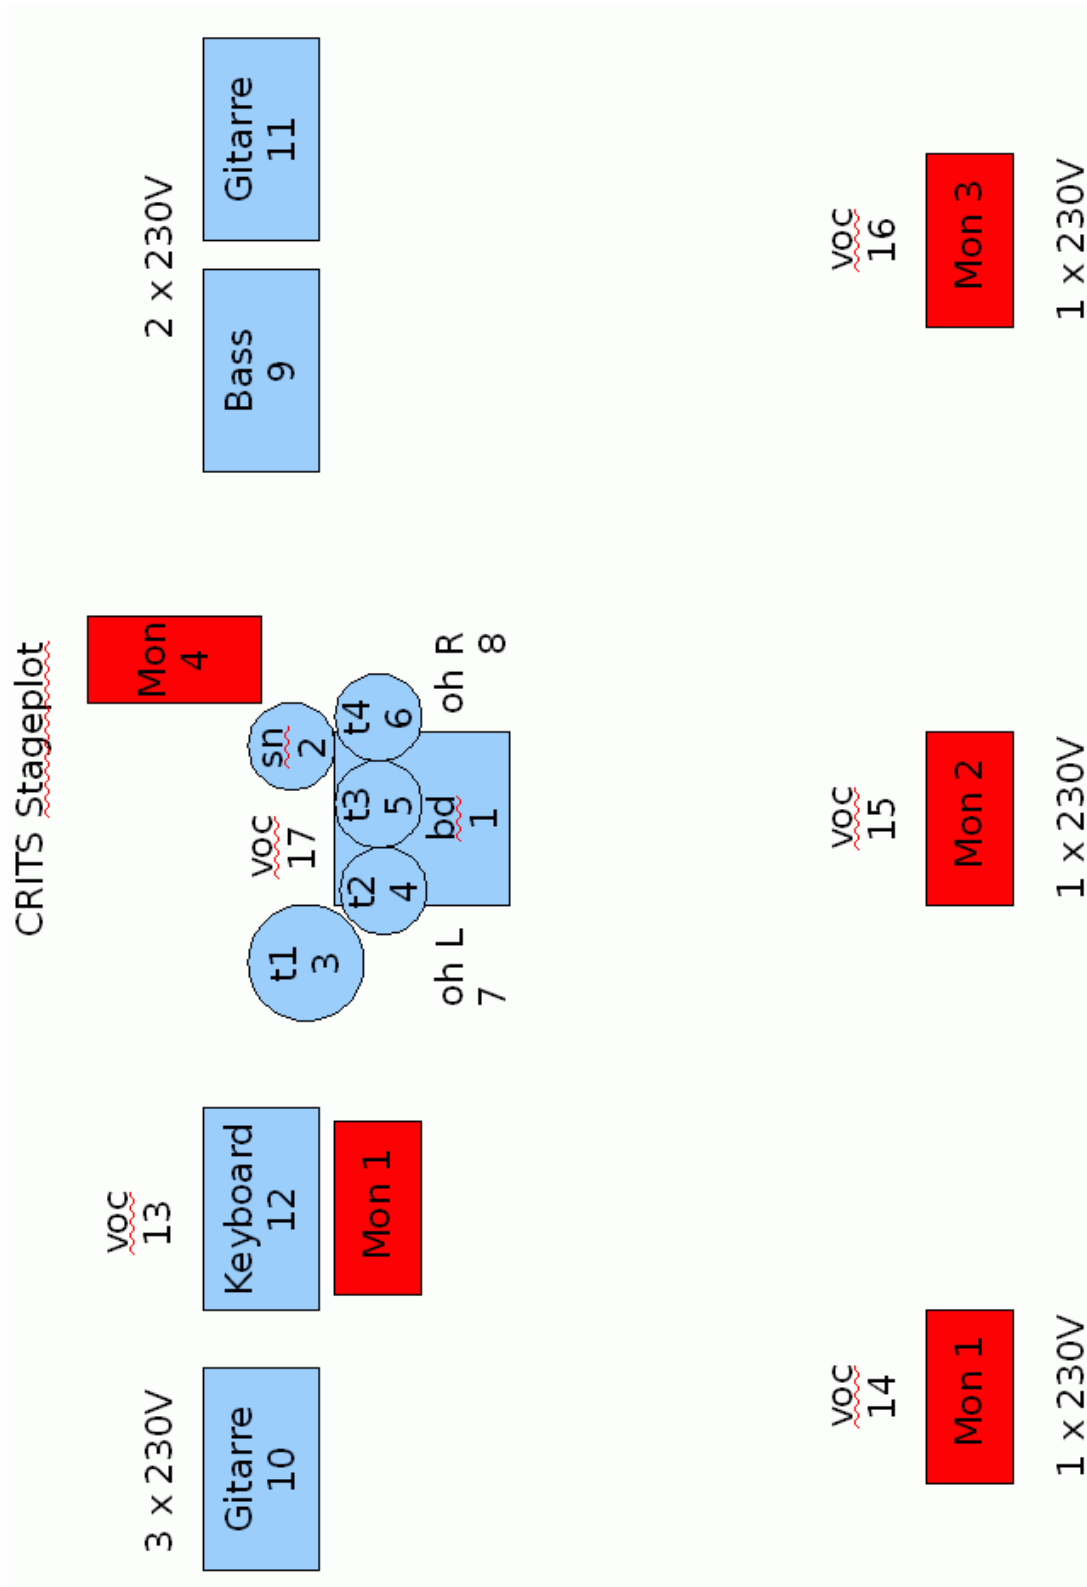 CRITS Stageplot
3 x 230V
2 x 230V
voc
13
Mon
4
Gitarre
10
Keyboard
12
Bass
9
Gitarre
11
voc
17
t1
3
sn
2
t2
4
t3
5
t4
6
Mon 1
bd
1
oh L
7
oh R
8
voc
14
voc
15
voc
16
Mon 1
Mon 2
Mon 3
1 x 230V
1 x 230V
1 x 230V